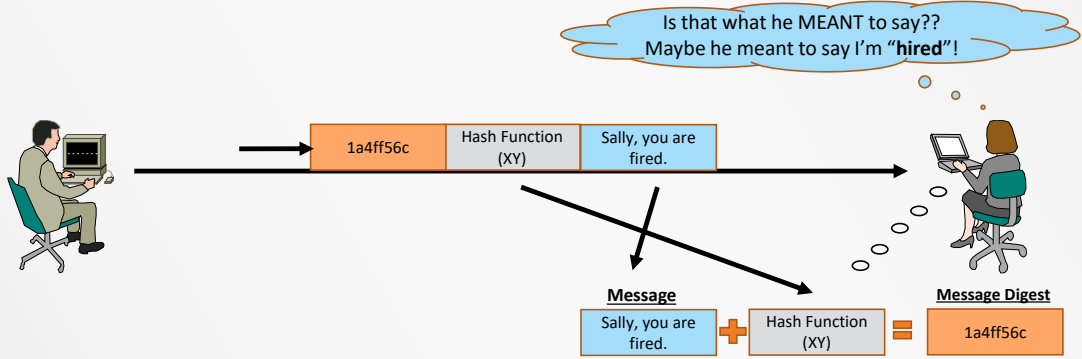 Is that what he MEANT to say??
Maybe he meant to say I'm “hired”!
1a4ff56c
Hash Function
(XY)
Sally, you are
fired.
Message
Sally, you are
fired.
Hash Function
(XY)
Message Digest
1a4ff56c